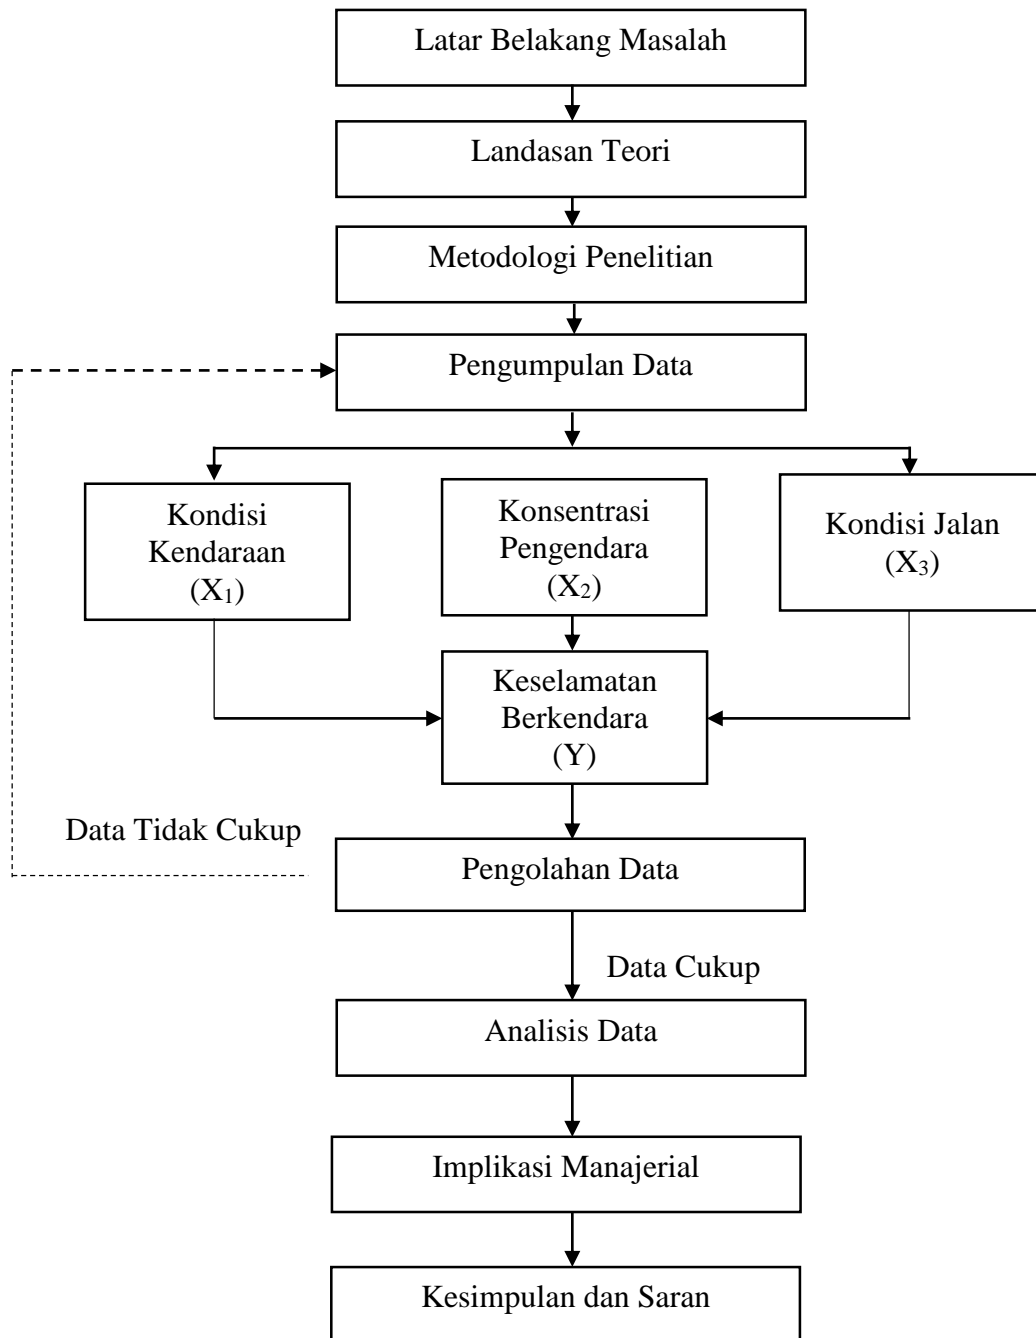 Latar Belakang Masalah
Landasan Teori
Metodologi Penelitian
Pengumpulan Data
Kondisi
Kendaraan
(X₁)
Konsentrasi
Pengendara
(X₂)
Kondisi Jalan
(X₃)
Keselamatan
Berkendara
(Y)
Data Tidak Cukup
Pengolahan Data
Data Cukup
Analisis Data
Implikasi Manajerial
Kesimpulan dan Saran